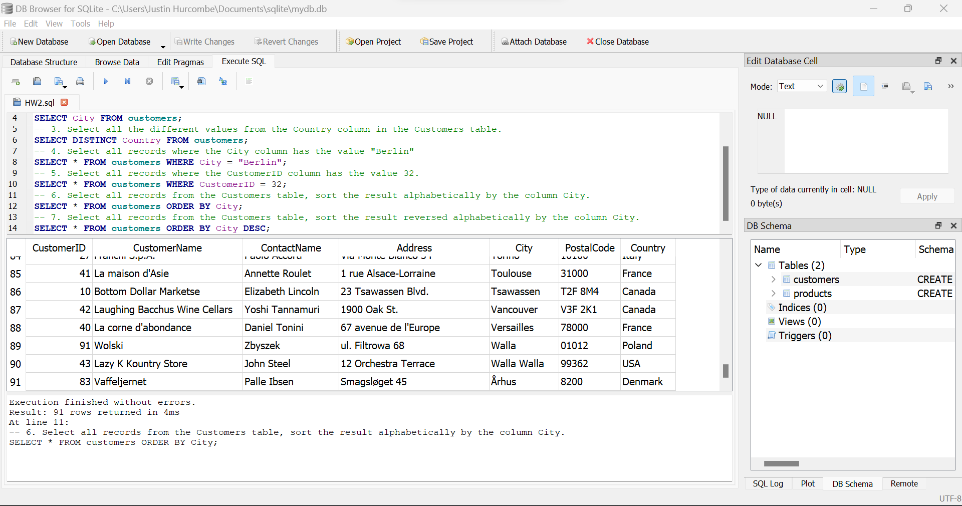 DB Browser for SQLite - C:\Users\Justin Hurcombe\Documents\sqlite\mydb.db
File Edit View Tools Help
New Database Open Database Write Changes Revert Changes Open Project Save Project Attach Database Close Database
Database Structure Browse Data Edit Pragmas Execute SQL
HW2.sql
4 SELECT City FROM customers;
5 -- 3. Select all the different values from the Country column in the Customers table.
6 SELECT DISTINCT Country FROM customers;
7 -- 4. Select all records where the City column has the value "Berlin"
8 SELECT * FROM customers WHERE City = "Berlin";
9 -- 5. Select all records where the CustomerID column has the value 32.
10 SELECT * FROM customers WHERE CustomerID = 32;
11 -- 6. Select all records from the Customers table, sort the result alphabetically by the column City.
12 SELECT * FROM customers ORDER BY City;
13 -- 7. Select all records from the Customers table, sort the result reversed alphabetically by the column City.
14 SELECT * FROM customers ORDER BY City DESC;
CustomerID CustomerName ContactName Address City PostalCode Country
85 41 La maison d'Asie Annette Roulet 1 rue Alsace-Lorraine Toulouse 31000 France
86 10 Bottom Dollar Marketse Elizabeth Lincoln 23 Tsawassen Blvd. Tsawassen T2F 8M4 Canada
87 42 Laughing Bacchus Wine Cellars Yoshi Tannamuri 1900 Oak St. Vancouver V3F 2K1 Canada
88 40 La corne d'abondance Daniel Tonini 67 avenue de l'Europe Versailles 78000 France
89 91 Wolski Zbyszek ul. Filtrowa 68 Walla 01012 Poland
90 43 Lazy K Kountry Store John Steel 12 Orchestra Terrace Walla Walla 99362 USA
91 83 Vaffeljernet Palle Ibsen Smagsløget 45 Århus 8200 Denmark
Execution finished without errors.
Result: 91 rows returned in 4ms
At line 11:
-- 6. Select all records from the Customers table, sort the result alphabetically by the column City.
SELECT * FROM customers ORDER BY City;
Edit Database Cell
Mode: Text
NULL
Type of data currently in cell: NULL
0 byte(s)
Apply
DB Schema
Name Type Schema
Tables (2)
customers CREATE
products CREATE
Indices (0)
Views (0)
Triggers (0)
SQL Log Plot DB Schema Remote
UTF-8